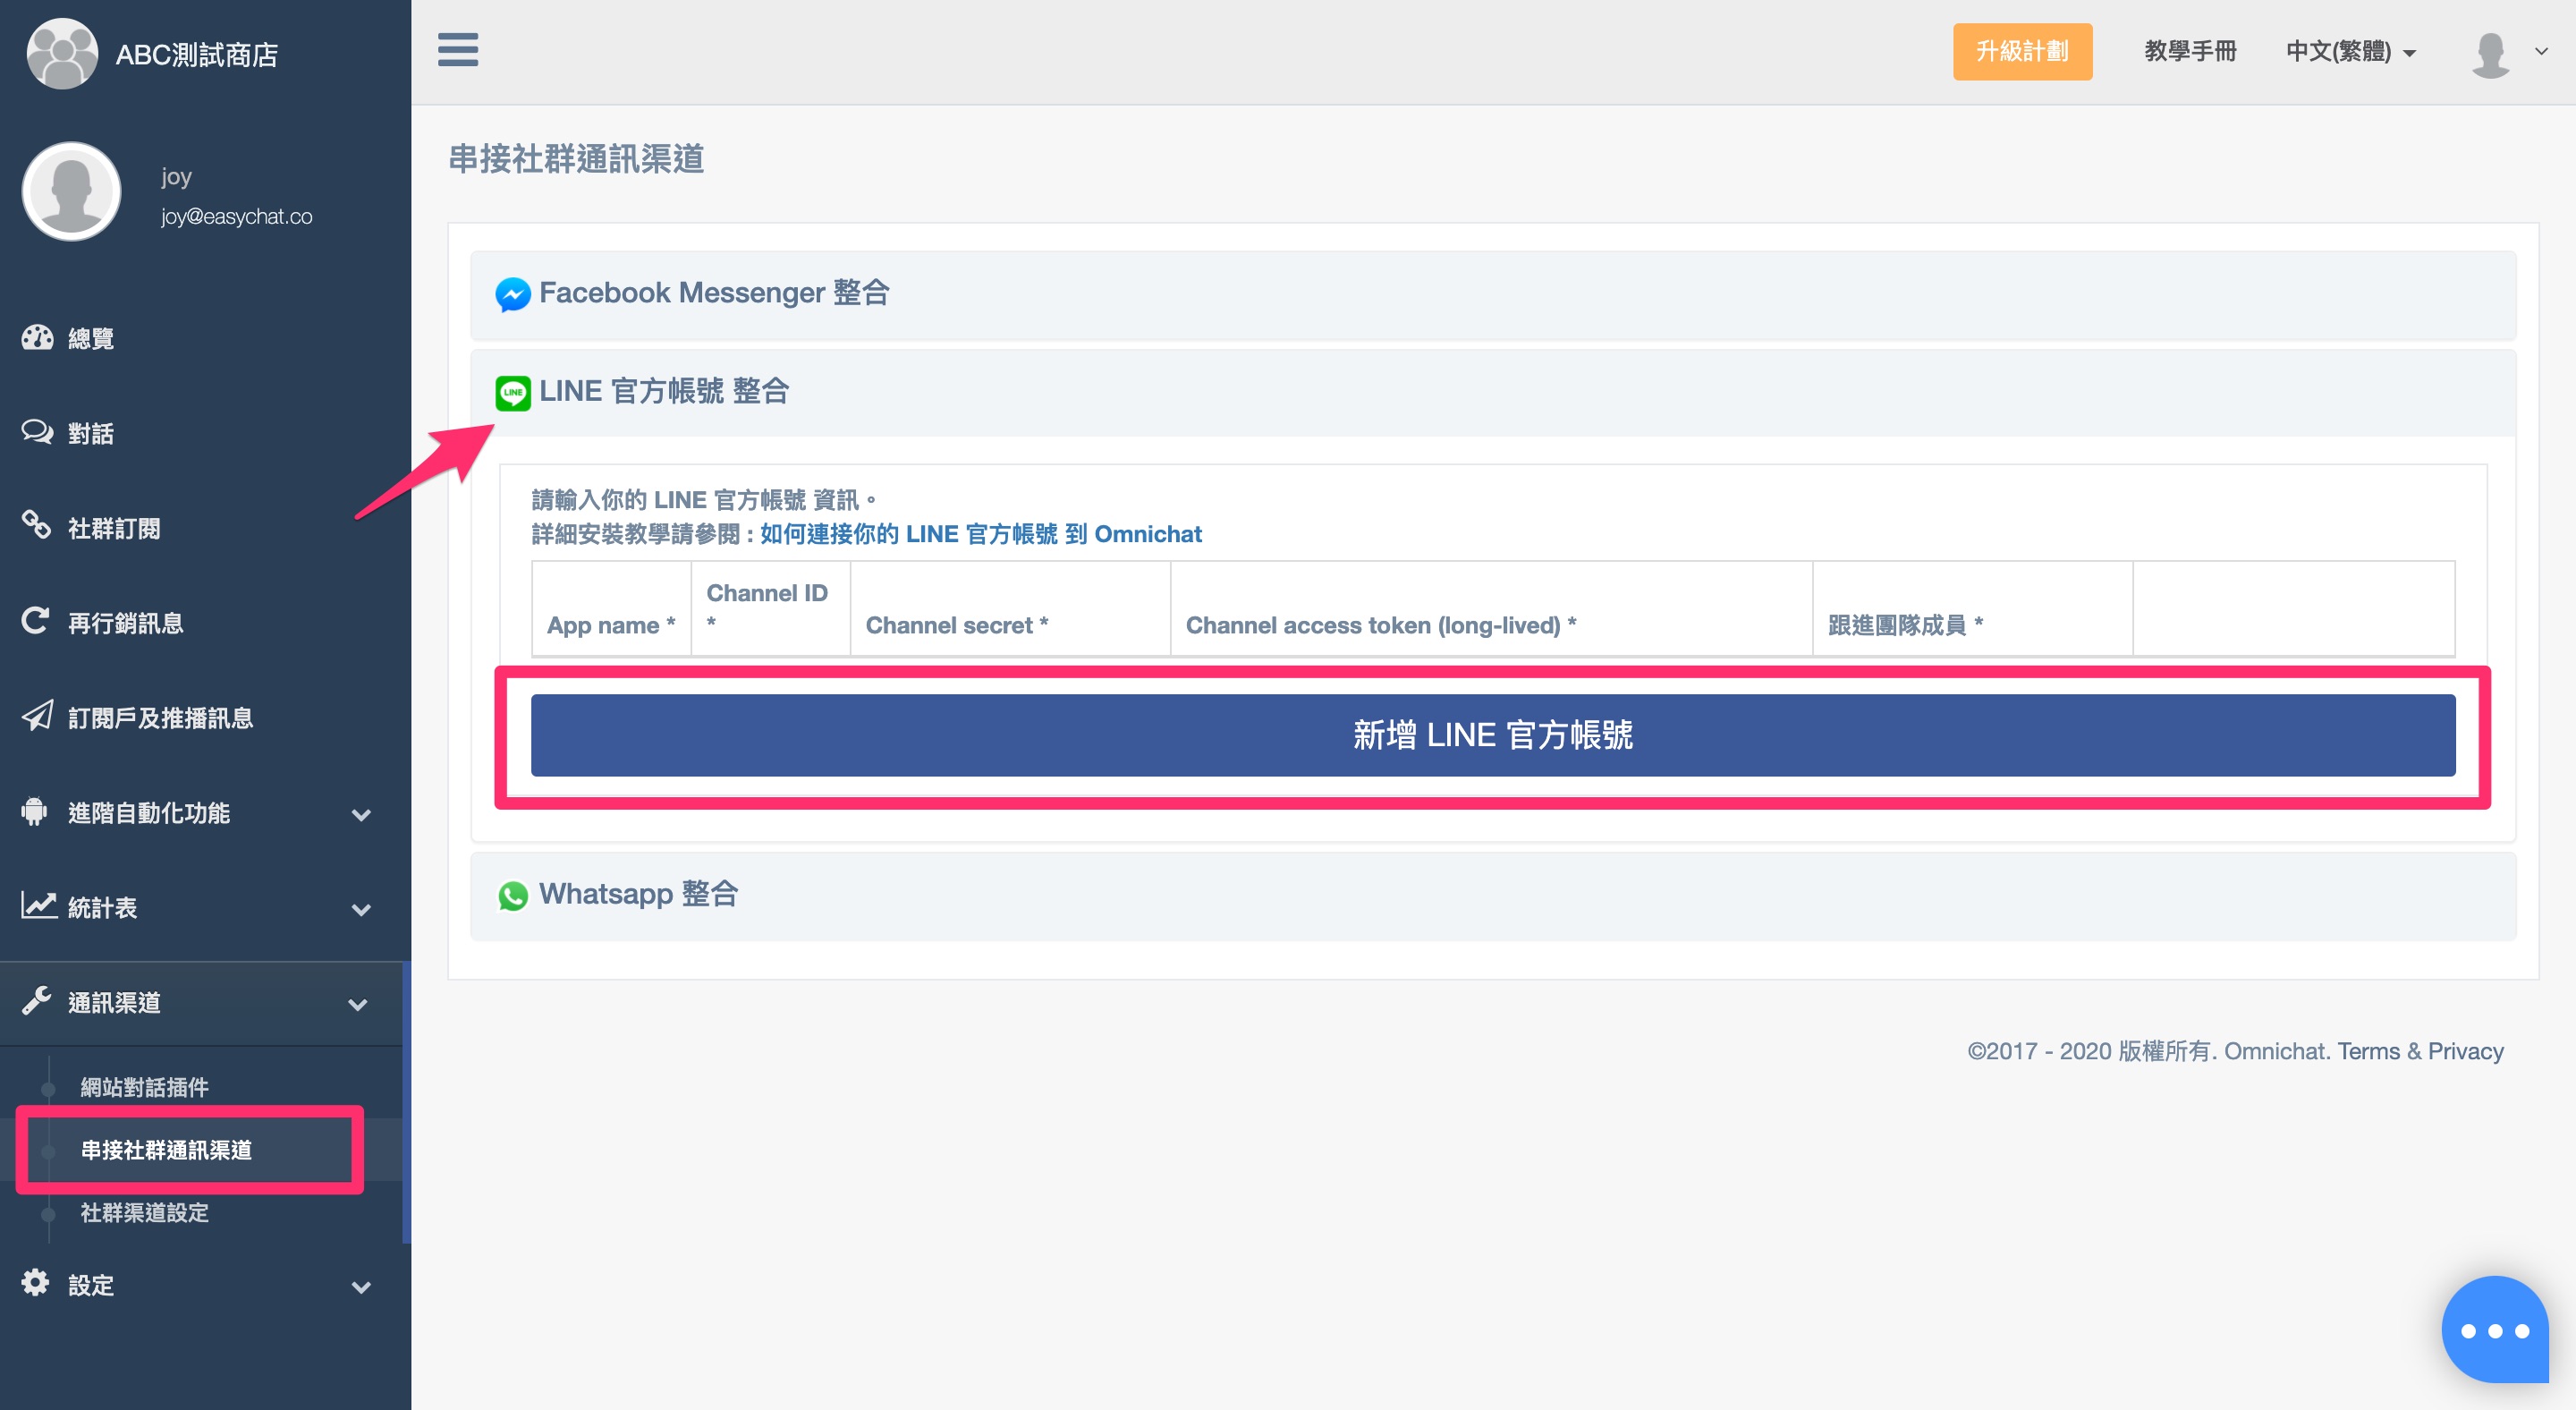 ABC測試商店
joy
joy@easychat.co
總覽
對話
社群訂閱
再行銷訊息
訂閱戶及推播訊息
進階自動化功能
統計表
通訊渠道
網站對話插件
串接社群通訊渠道
社群渠道設定
設定
升級計劃
教學手冊
中文(繁體)
串接社群通訊渠道
Facebook Messenger 整合
LINE
LINE 官方帳號 整合
請輸入你的 LINE 官方帳號 資訊。
詳細安裝教學請參閱 : 如何連接你的 LINE 官方帳號 到 Omnichat
App name *
Channel ID
*
Channel secret *
Channel access token (long-lived) *
跟進團隊成員 *
新增 LINE 官方帳號
Whatsapp 整合
©2017 - 2020 版權所有. Omnichat. Terms & Privacy